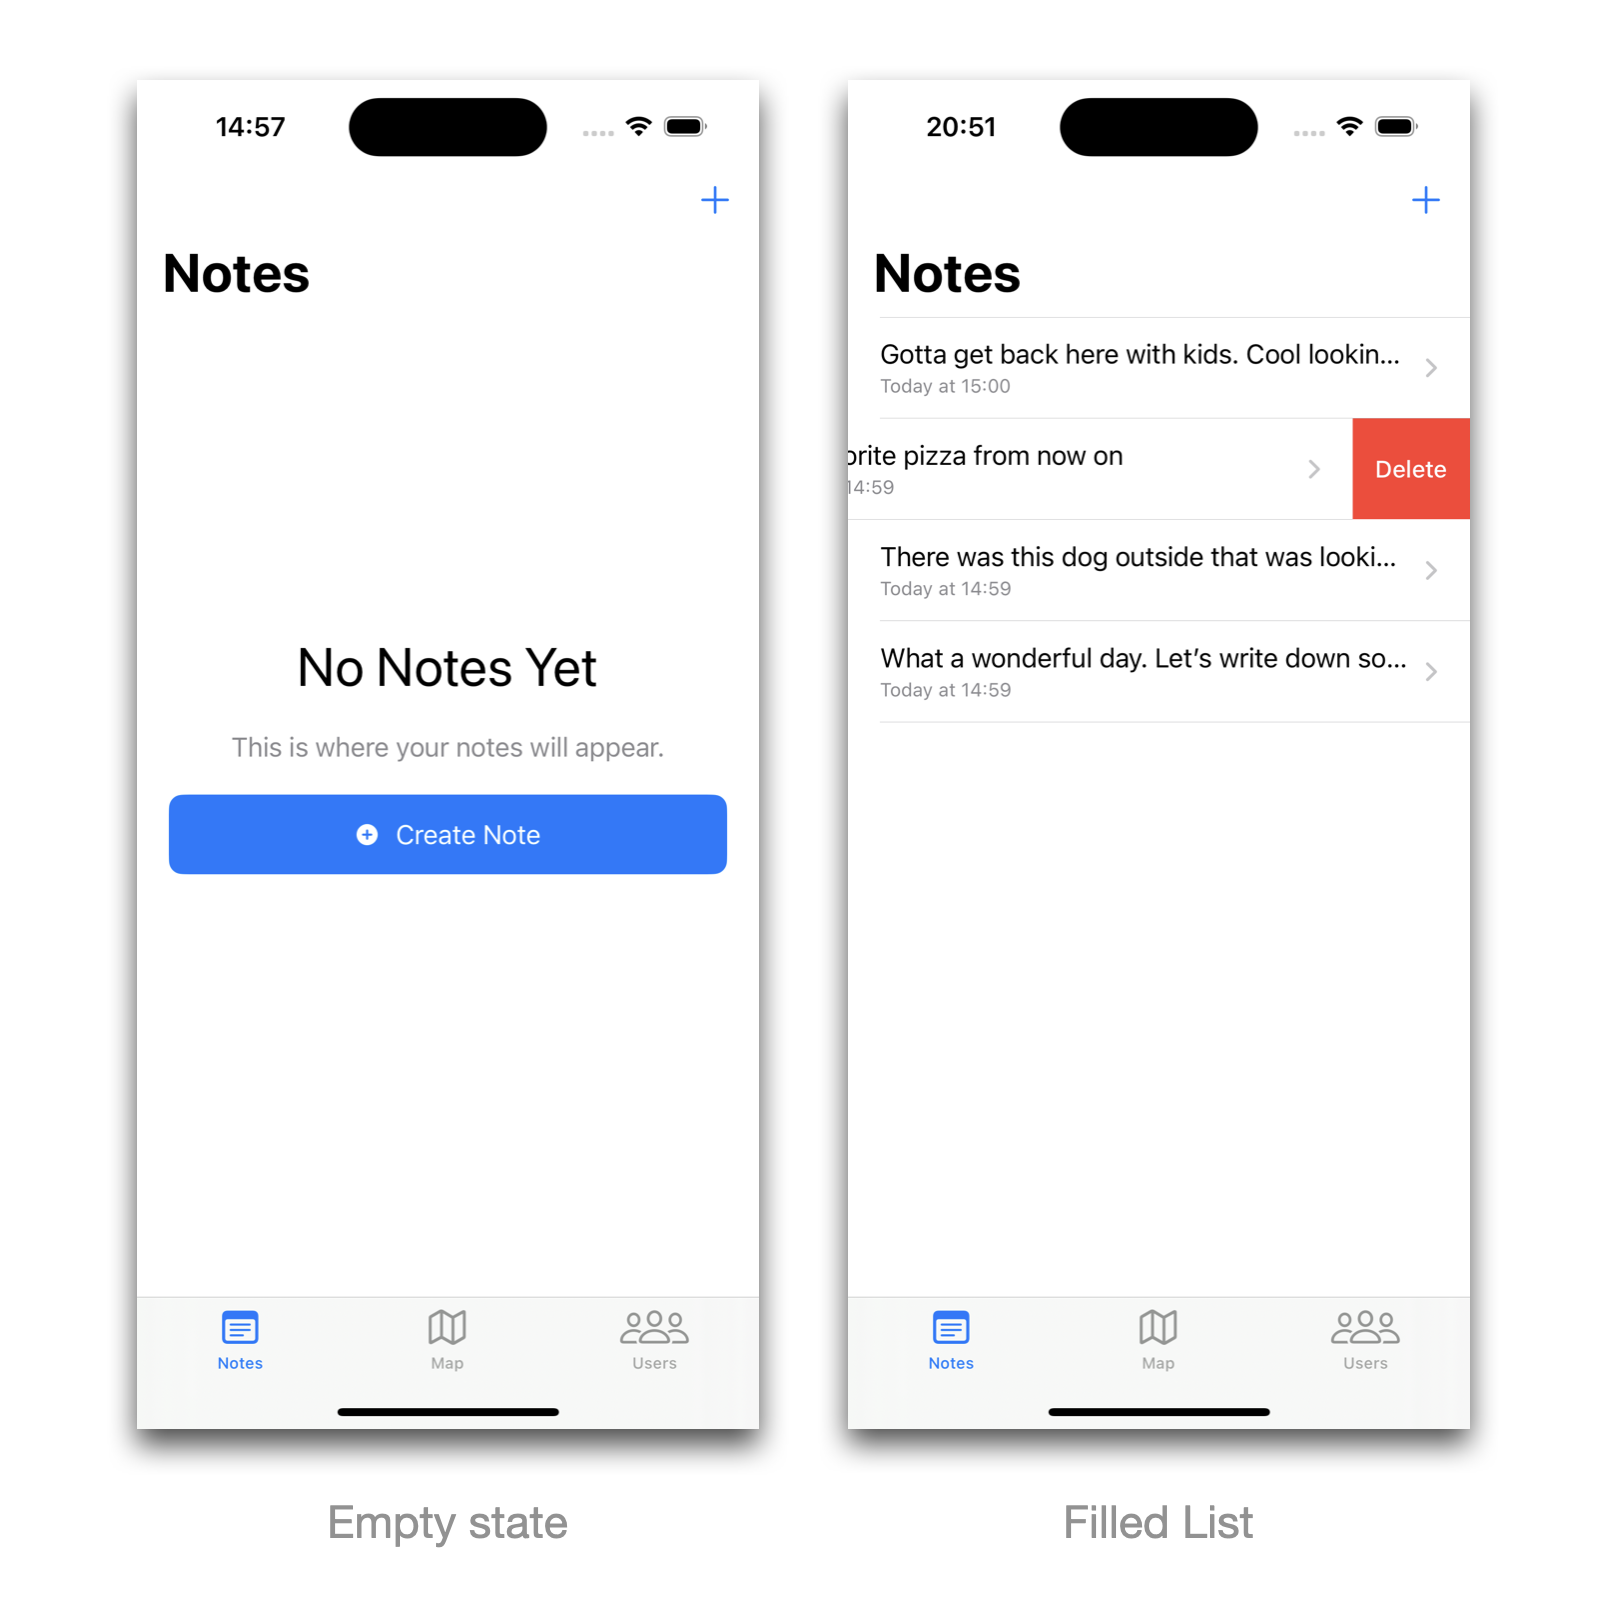 14:57
Notes
No Notes Yet
This is where your notes will appear.
Create Note
Notes Map Users
Empty state
20:51
Notes
Gotta get back here with kids. Cool lookin...
Today at 15:00
orite pizza from now on
14:59
Delete
There was this dog outside that was looki...
Today at 14:59
What a wonderful day. Let’s write down so...
Today at 14:59
Notes Map Users
Filled List